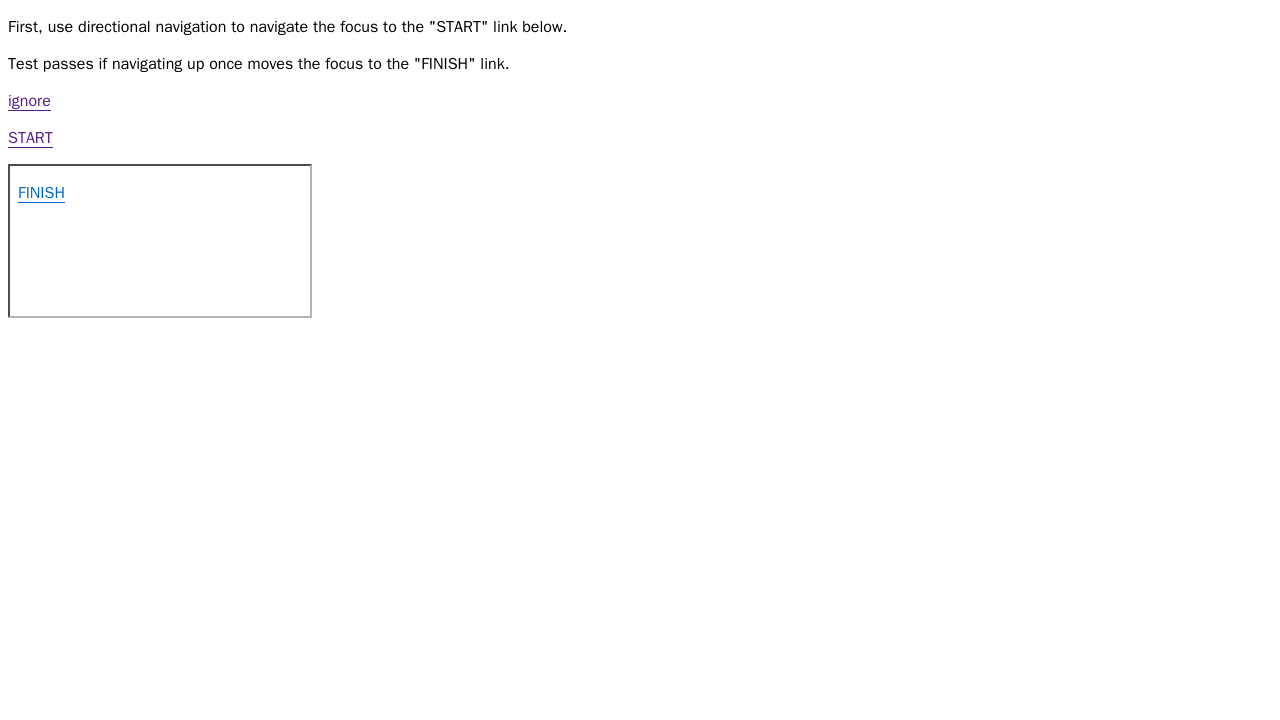 First, use directional navigation to navigate the focus to the "START" link below.
Test passes if navigating up once moves the focus to the "FINISH" link.
ignore
START
FINISH